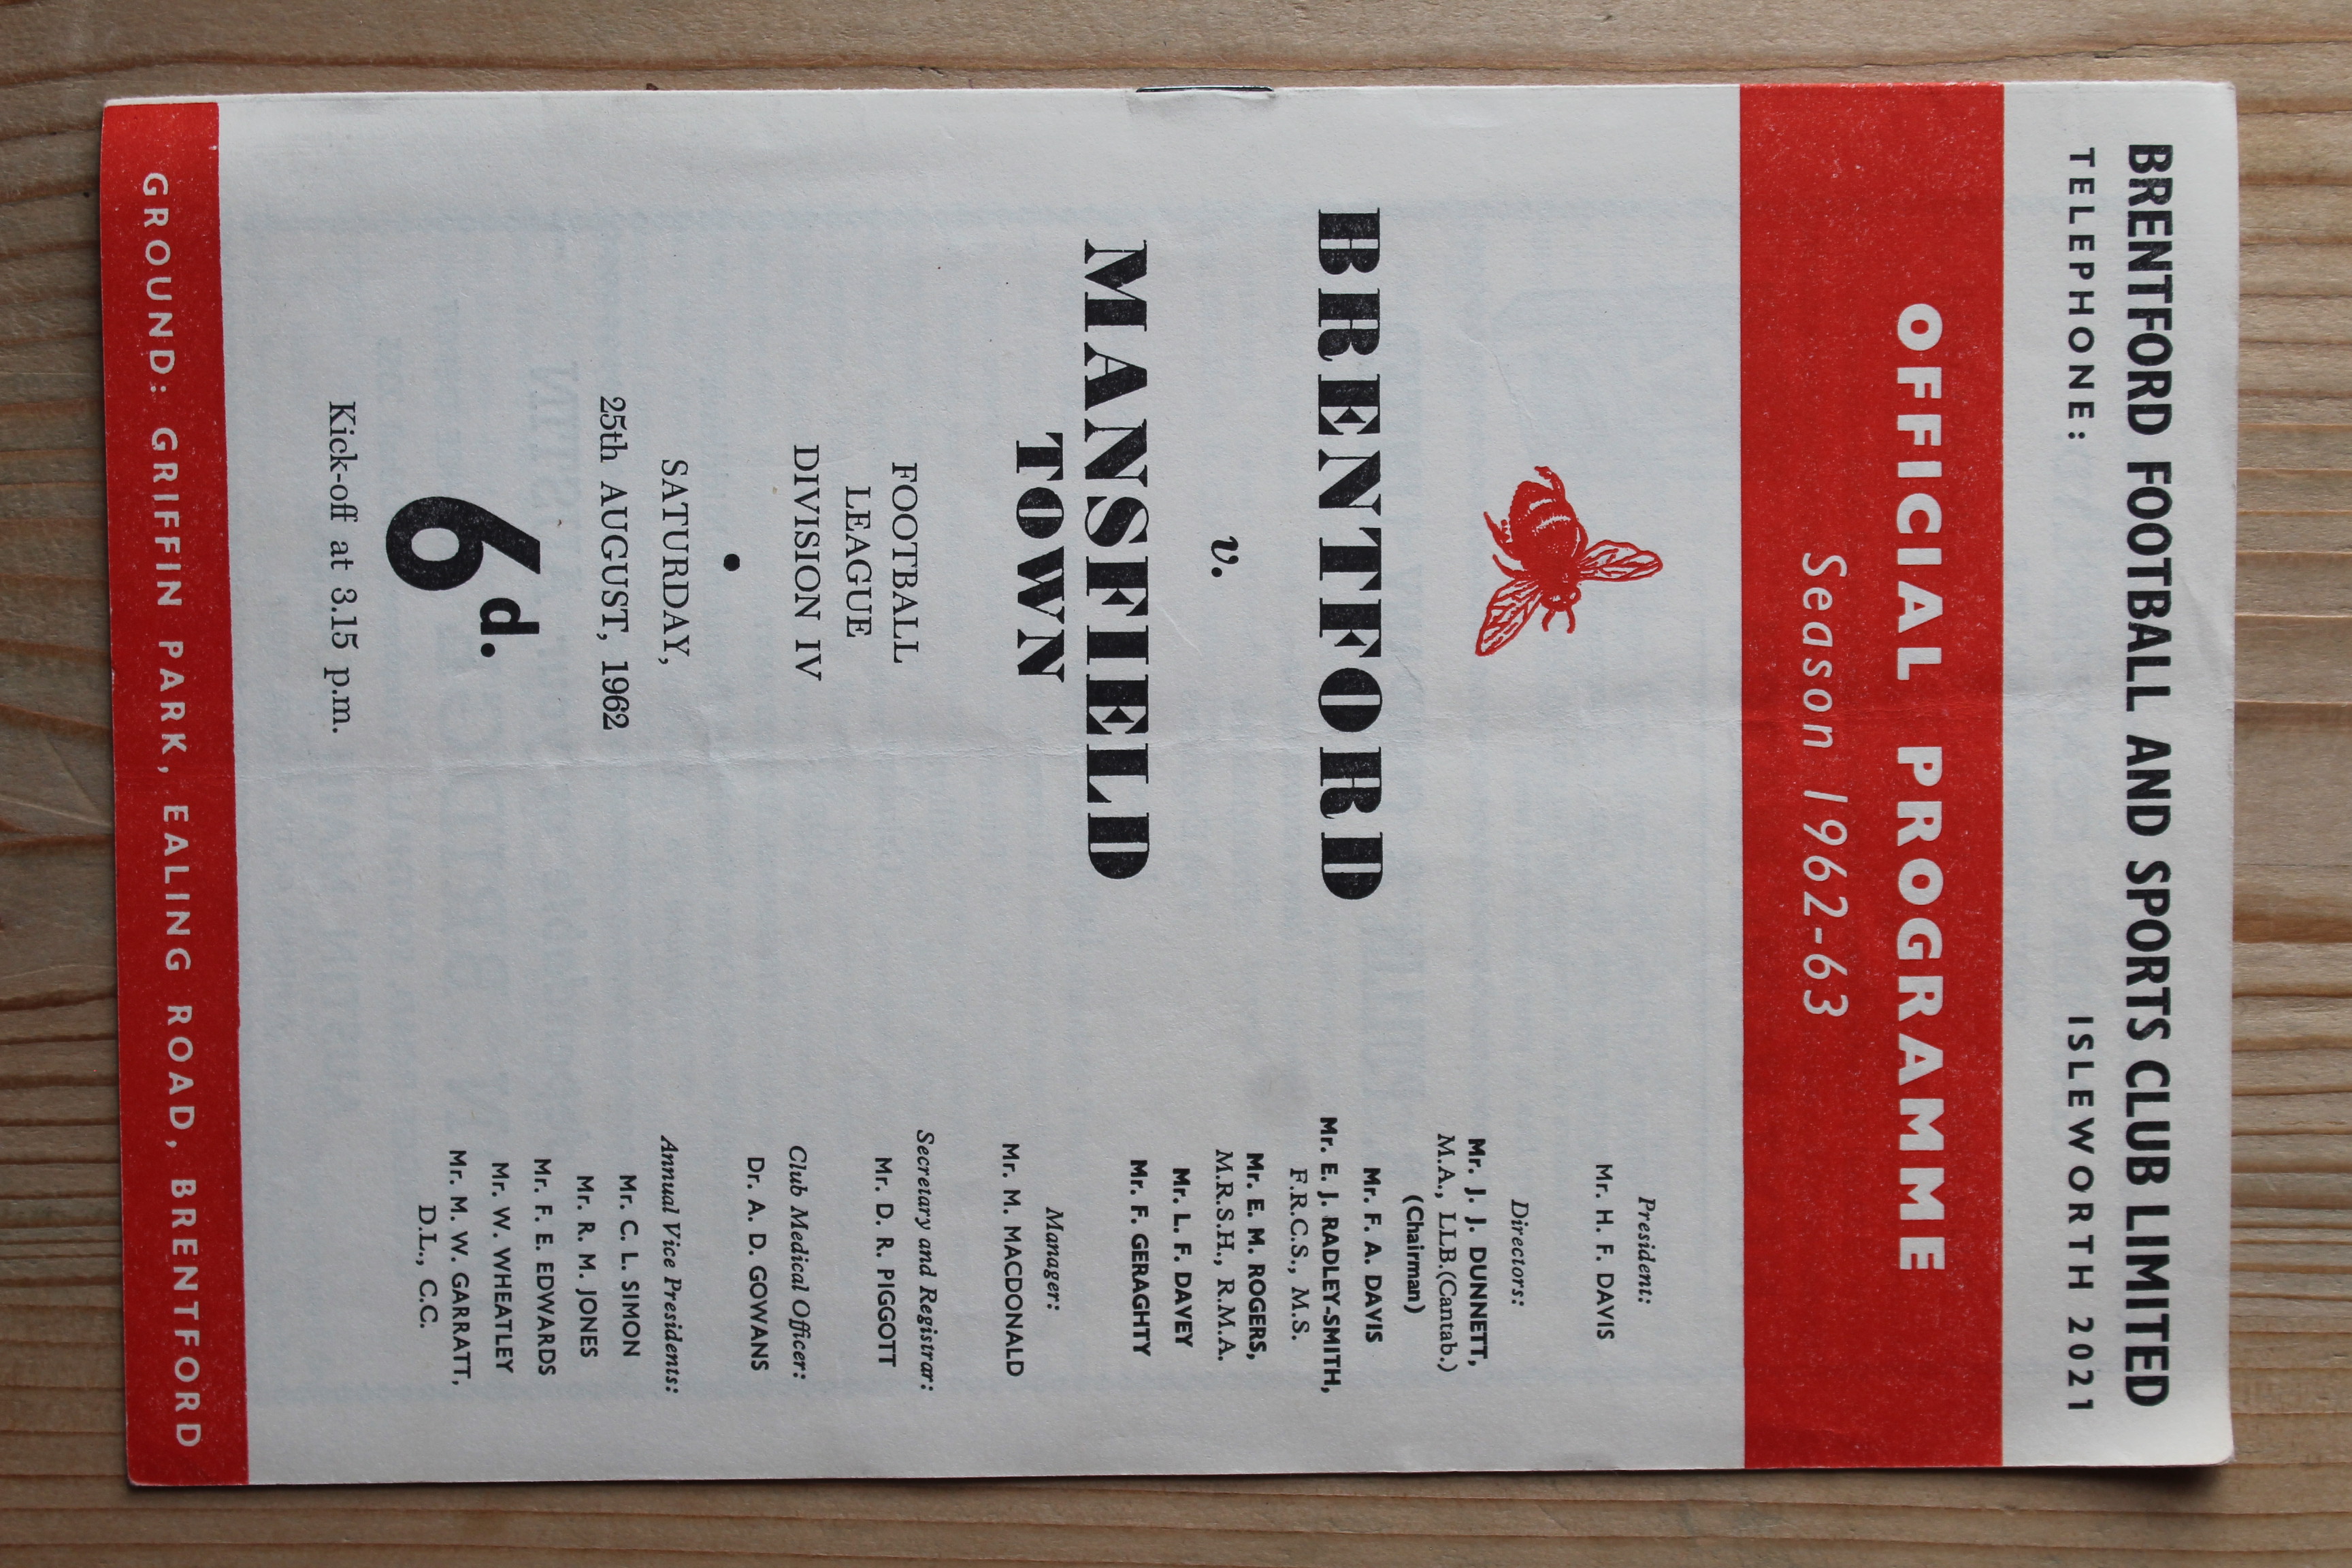 BRENTFORD FOOTBALL AND SPORTS CLUB LIMITED
TELEPHONE: ISLEWORTH 2021
OFFICIAL PROGRAMME
Season 1962-63
BRENTFORD
v.
MANSFIELD
TOWN
FOOTBALL
LEAGUE
DIVISION IV
SATURDAY,
25th AUGUST, 1962
6d.
Kick-off at 3.15 p.m.
President:
Mr. H. F. DAVIS
Directors:
Mr. J. J. DUNNETT,
M.A., LLB.(Cantab.)
(Chairman)
Mr. F. A. DAVIS
Mr. E. J. RADLEY-SMITH,
F.R.C.S., M.S.
Mr. E. M. ROGERS,
M.R.S.H., R.M.A.
Mr. L. F. DAVEY
Mr. F. GERAGHTY
Manager:
Mr. M. MACDONALD
Secretary and Registrar:
Mr. D. R. PIGGOTT
Club Medical Officer:
Dr. A. D. GOWANS
Annual Vice Presidents:
Mr. C. L. SIMON
Mr. R. M. JONES
Mr. F. E. EDWARDS
Mr. W. WHEATLEY
Mr. M. W. GARRATT,
D.L., C.C.
GROUND: GRIFFIN PARK, EALING ROAD, BRENTFORD